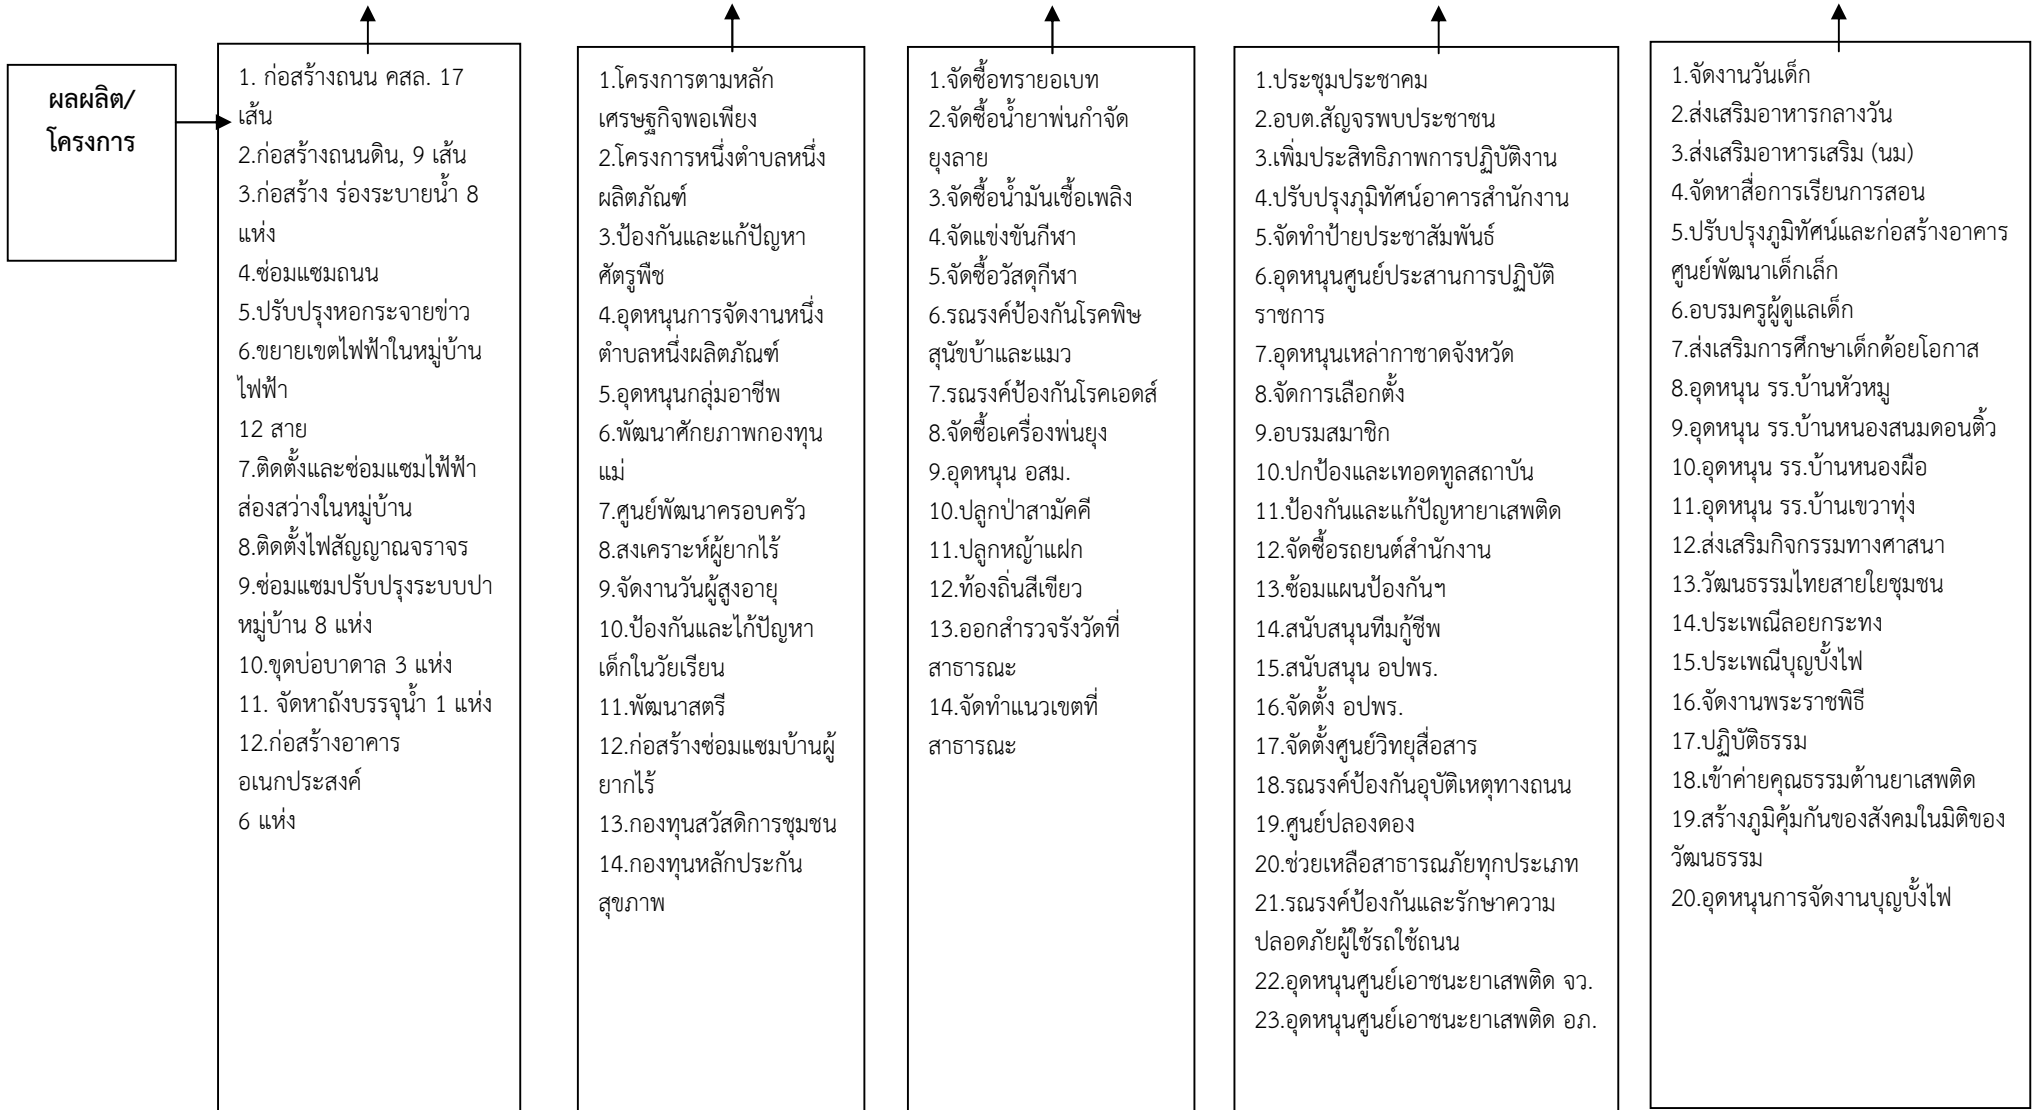 ผลผลิต/
โครงการ
1. ก่อสร้างถนน คสล. 17
เส้น
2.ก่อสร้างถนนดิน, 9 เส้น
3.ก่อสร้าง ร่องระบายน้ำ 8
แห่ง
4.ซ่อมแซมถนน
5.ปรับปรุงหอกระจายข่าว
6.ขยายเขตไฟฟ้าในหมู่บ้าน
ไฟฟ้า
12 สาย
7.ติดตั้งและซ่อมแซมไฟ้ฟ้า
ส่องสว่างในหมู่บ้าน
8.ติดตั้งไฟสัญญาณจราจร
9.ซ่อมแซมปรับปรุงระบบปา
หมู่บ้าน 8 แห่ง
10.ขุดบ่อบาดาล 3 แห่ง
11. จัดหาถังบรรจุน้ำ 1 แห่ง
12.ก่อสร้างอาคาร
อเนกประสงค์
6 แห่ง
1.โครงการตามหลัก
เศรษฐกิจพอเพียง
2.โครงการหนึ่งตำบลหนึ่ง
ผลิตภัณฑ์
3.ป้องกันและแก้ปัญหา
ศัตรูพืช
4.อุดหนุนการจัดงานหนึ่ง
ตำบลหนึ่งผลิตภัณฑ์
5.อุดหนุนกลุ่มอาชีพ
6.พัฒนาศักยภาพกองทุน
แม่
7.ศูนย์พัฒนาครอบครัว
8.สงเคราะห์ผู้ยากไร้
9.จัดงานวันผู้สูงอายุ
10.ป้องกันและไก้ปัญหา
เด็กในวัยเรียน
11.พัฒนาสตรี
12.ก่อสร้างซ่อมแซมบ้านผู้
ยากไร้
13.กองทุนสวัสดิการชุมชน
14.กองทุนหลักประกัน
สุขภาพ
1.จัดซื้อทรายอเบท
2.จัดซื้อน้ำยาพ่นกำจัด
ยุงลาย
3.จัดซื้อน้ำมันเชื้อเพลิง
4.จัดแข่งขันกีฬา
5.จัดซื้อวัสดุกีฬา
6.รณรงค์ป้องกันโรคพิษ
สุนัขบ้าและแมว
7.รณรงค์ป้องกันโรคเอดส์
8.จัดซื้อเครื่องพ่นยุง
9.อุดหนุน อสม.
10.ปลูกป่าสามัคคี
11.ปลูกหญ้าแฝก
12.ท้องถิ่นสีเขียว
13.ออกสำรวจรังวัดที่
สาธารณะ
14.จัดทำแนวเขตที่
สาธารณะ
1.ประชุมประชาคม
2.อบต.สัญจรพบประชาชน
3.เพิ่มประสิทธิภาพการปฏิบัติงาน
4.ปรับปรุงภูมิทัศน์อาคารสำนักงาน
5.จัดทำป้ายประชาสัมพันธ์
6.อุดหนุนศูนย์ประสานการปฏิบัติ
ราชการ
7.อุดหนุนเหล่ากาชาดจังหวัด
8.จัดการเลือกตั้ง
9.อบรมสมาชิก
10.ปกป้องและเทอดทูลสถาบัน
11.ป้องกันและแก้ปัญหายาเสพติด
12.จัดซื้อรถยนต์สำนักงาน
13.ซ้อมแผนป้องกันฯ
14.สนับสนุนทีมกู้ชีพ
15.สนับสนุน อปพร.
16.จัดตั้ง อปพร.
17.จัดตั้งศูนย์วิทยุสื่อสาร
18.รณรงค์ป้องกันอุบัติเหตุทางถนน
19.ศูนย์ปลองดอง
20.ช่วยเหลือสาธารณภัยทุกประเภท
21.รณรงค์ป้องกันและรักษาความ
ปลอดภัยผู้ใช้รถใช้ถนน
22.อุดหนุนศูนย์เอาชนะยาเสพติด จว.
23.อุดหนุนศูนย์เอาชนะยาเสพติด อภ.
1.จัดงานวันเด็ก
2.ส่งเสริมอาหารกลางวัน
3.ส่งเสริมอาหารเสริม (นม)
4.จัดหาสื่อการเรียนการสอน
5.ปรับปรุงภูมิทัศน์และก่อสร้างอาคาร
ศูนย์พัฒนาเด็กเล็ก
6.อบรมครูผู้ดูแลเด็ก
7.ส่งเสริมการศึกษาเด็กด้อยโอกาส
8.อุดหนุน รร.บ้านหัวหมู
9.อุดหนุน รร.บ้านหนองสนมดอนติ้ว
10.อุดหนุน รร.บ้านหนองผือ
11.อุดหนุน รร.บ้านเขวาทุ่ง
12.ส่งเสริมกิจกรรมทางศาสนา
13.วัฒนธรรมไทยสายใยชุมชน
14.ประเพณีลอยกระทง
15.ประเพณีบุญบั้งไฟ
16.จัดงานพระราชพิธี
17.ปฏิบัติธรรม
18.เข้าค่ายคุณธรรมต้านยาเสพติด
19.สร้างภูมิคุ้มกันของสังคมในมิติของ
วัฒนธรรม
20.อุดหนุนการจัดงานบุญบั้งไฟ